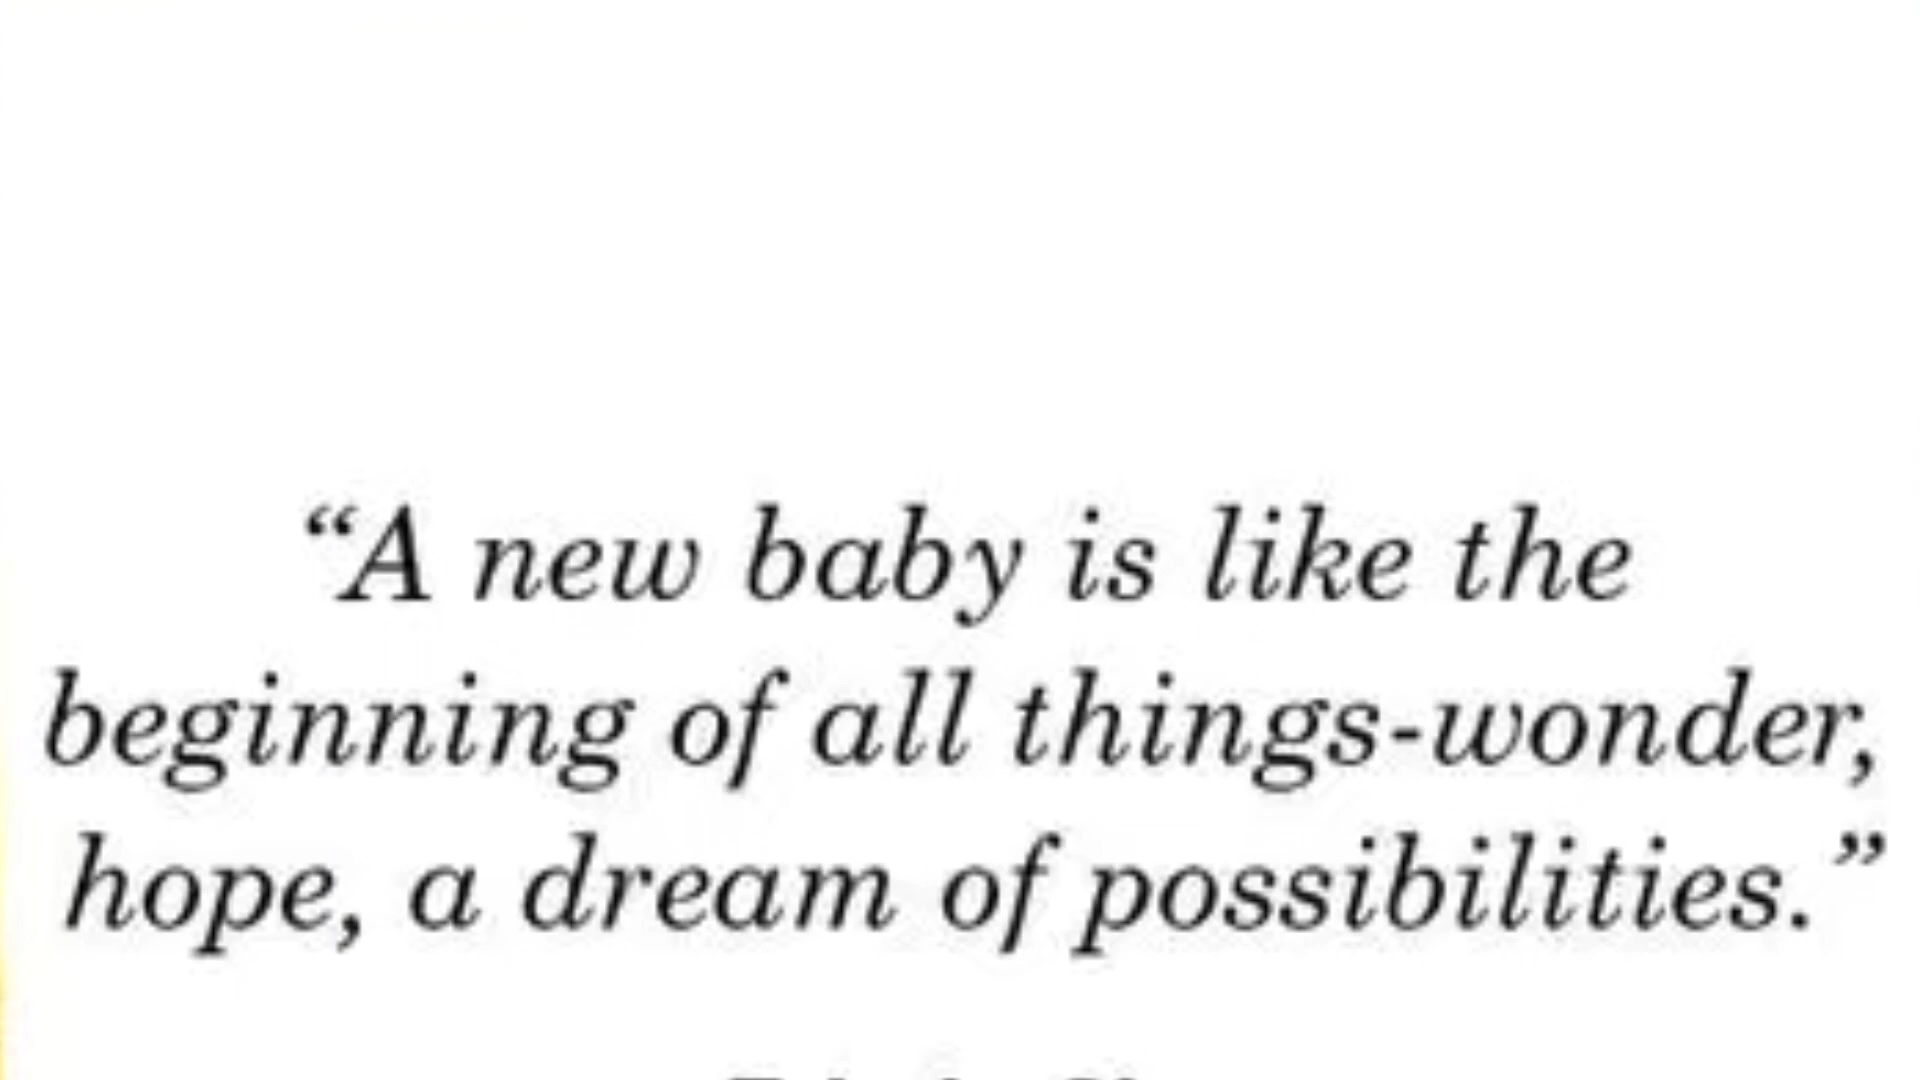 “A new baby is like the
beginning of all things-wonder,
hope, a dream of possibilities.”